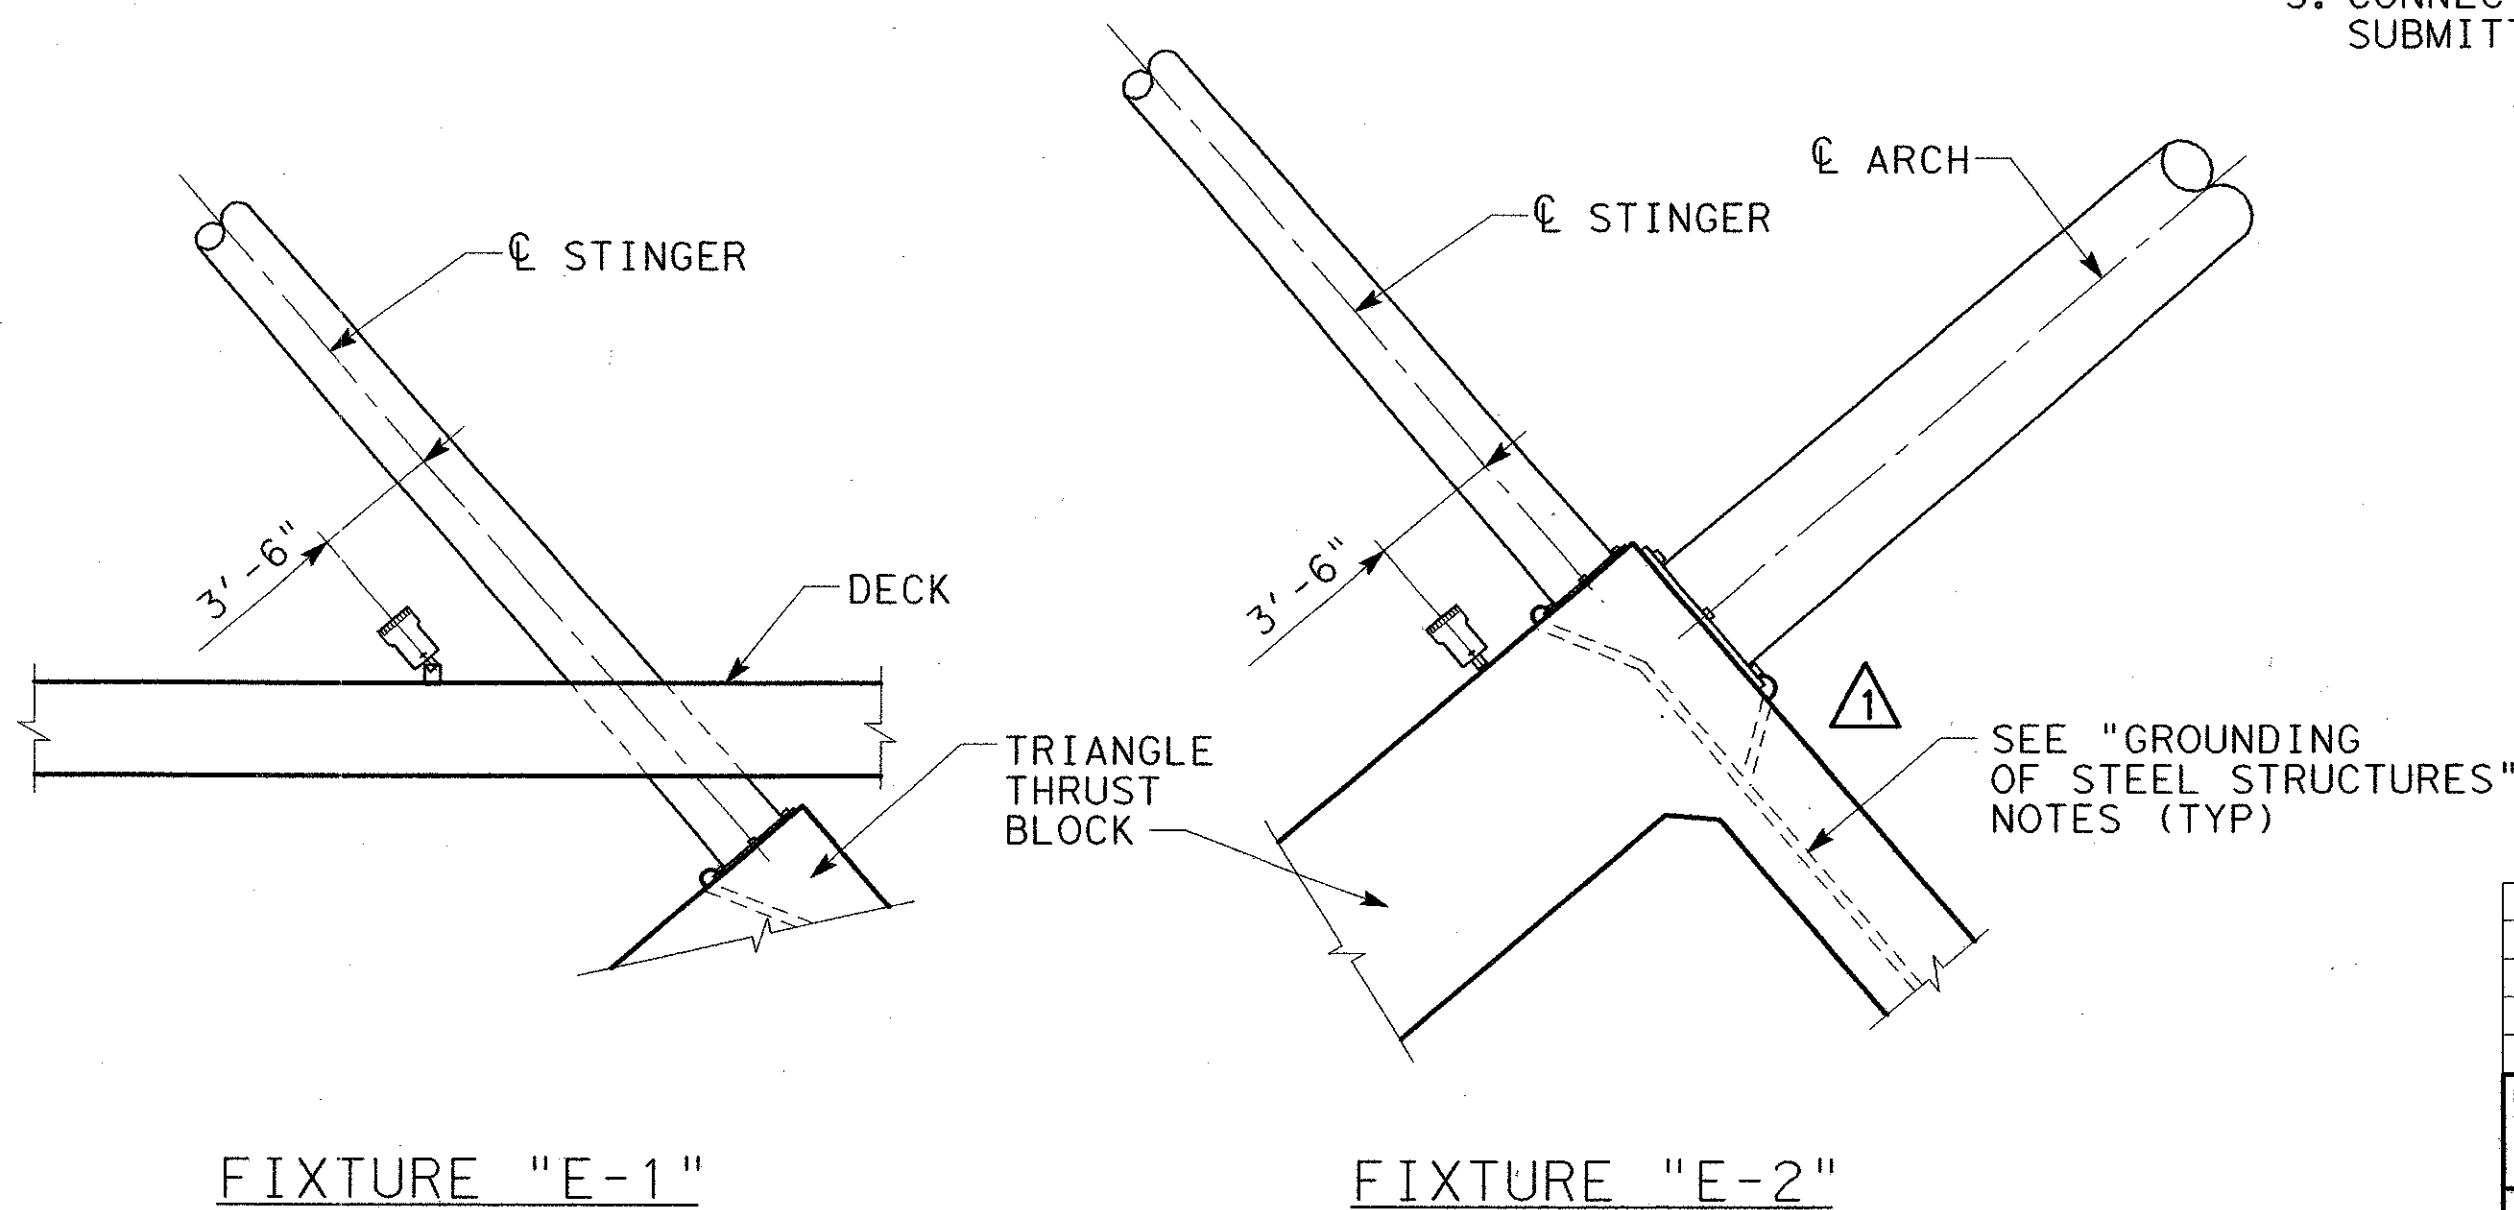 SUBMIT
℄ ARCH
℄ STINGER
℄ STINGER
3'-6"
3'-6"
DECK
1
TRIANGLE
THRUST
BLOCK
SEE "GROUNDING
OF STEEL STRUCTURES"
NOTES (TYP)
FIXTURE "E-1"
FIXTURE "E-2"